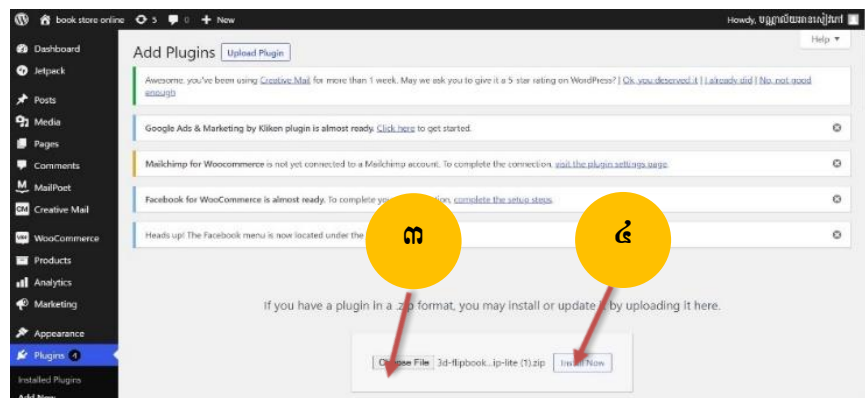 book store online 5 0 + New
Howdy, បណ្ណាល័យអនឡាញ
Help ▼
Dashboard
Jetpack
Posts
Media
Pages
Comments
MailPoet
Creative Mail
WooCommerce
Products
Analytics
Marketing
Appearance
Plugins 4
Installed Plugins
Add New
Add Plugins Upload Plugin
Awesome, you've been using Creative Mail for more than 1 week. May we ask you to give it a 5-star rating on WordPress? | Ok, you deserved it | I already did | No, not good
enough
Google Ads & Marketing by Kliken plugin is almost ready. Click here to get started.
Mailchimp for Woocommerce is not yet connected to a Mailchimp account. To complete the connection, visit the plugin settings page.
Facebook for WooCommerce is almost ready. To complete complete the setup steps.
Heads up! The Facebook menu is now located under the
៣
៤
If you have a plugin in a .zip format, you may install or update it by uploading it here.
Choose File 3d-flipbook...ip-lite (1).zip Install Now